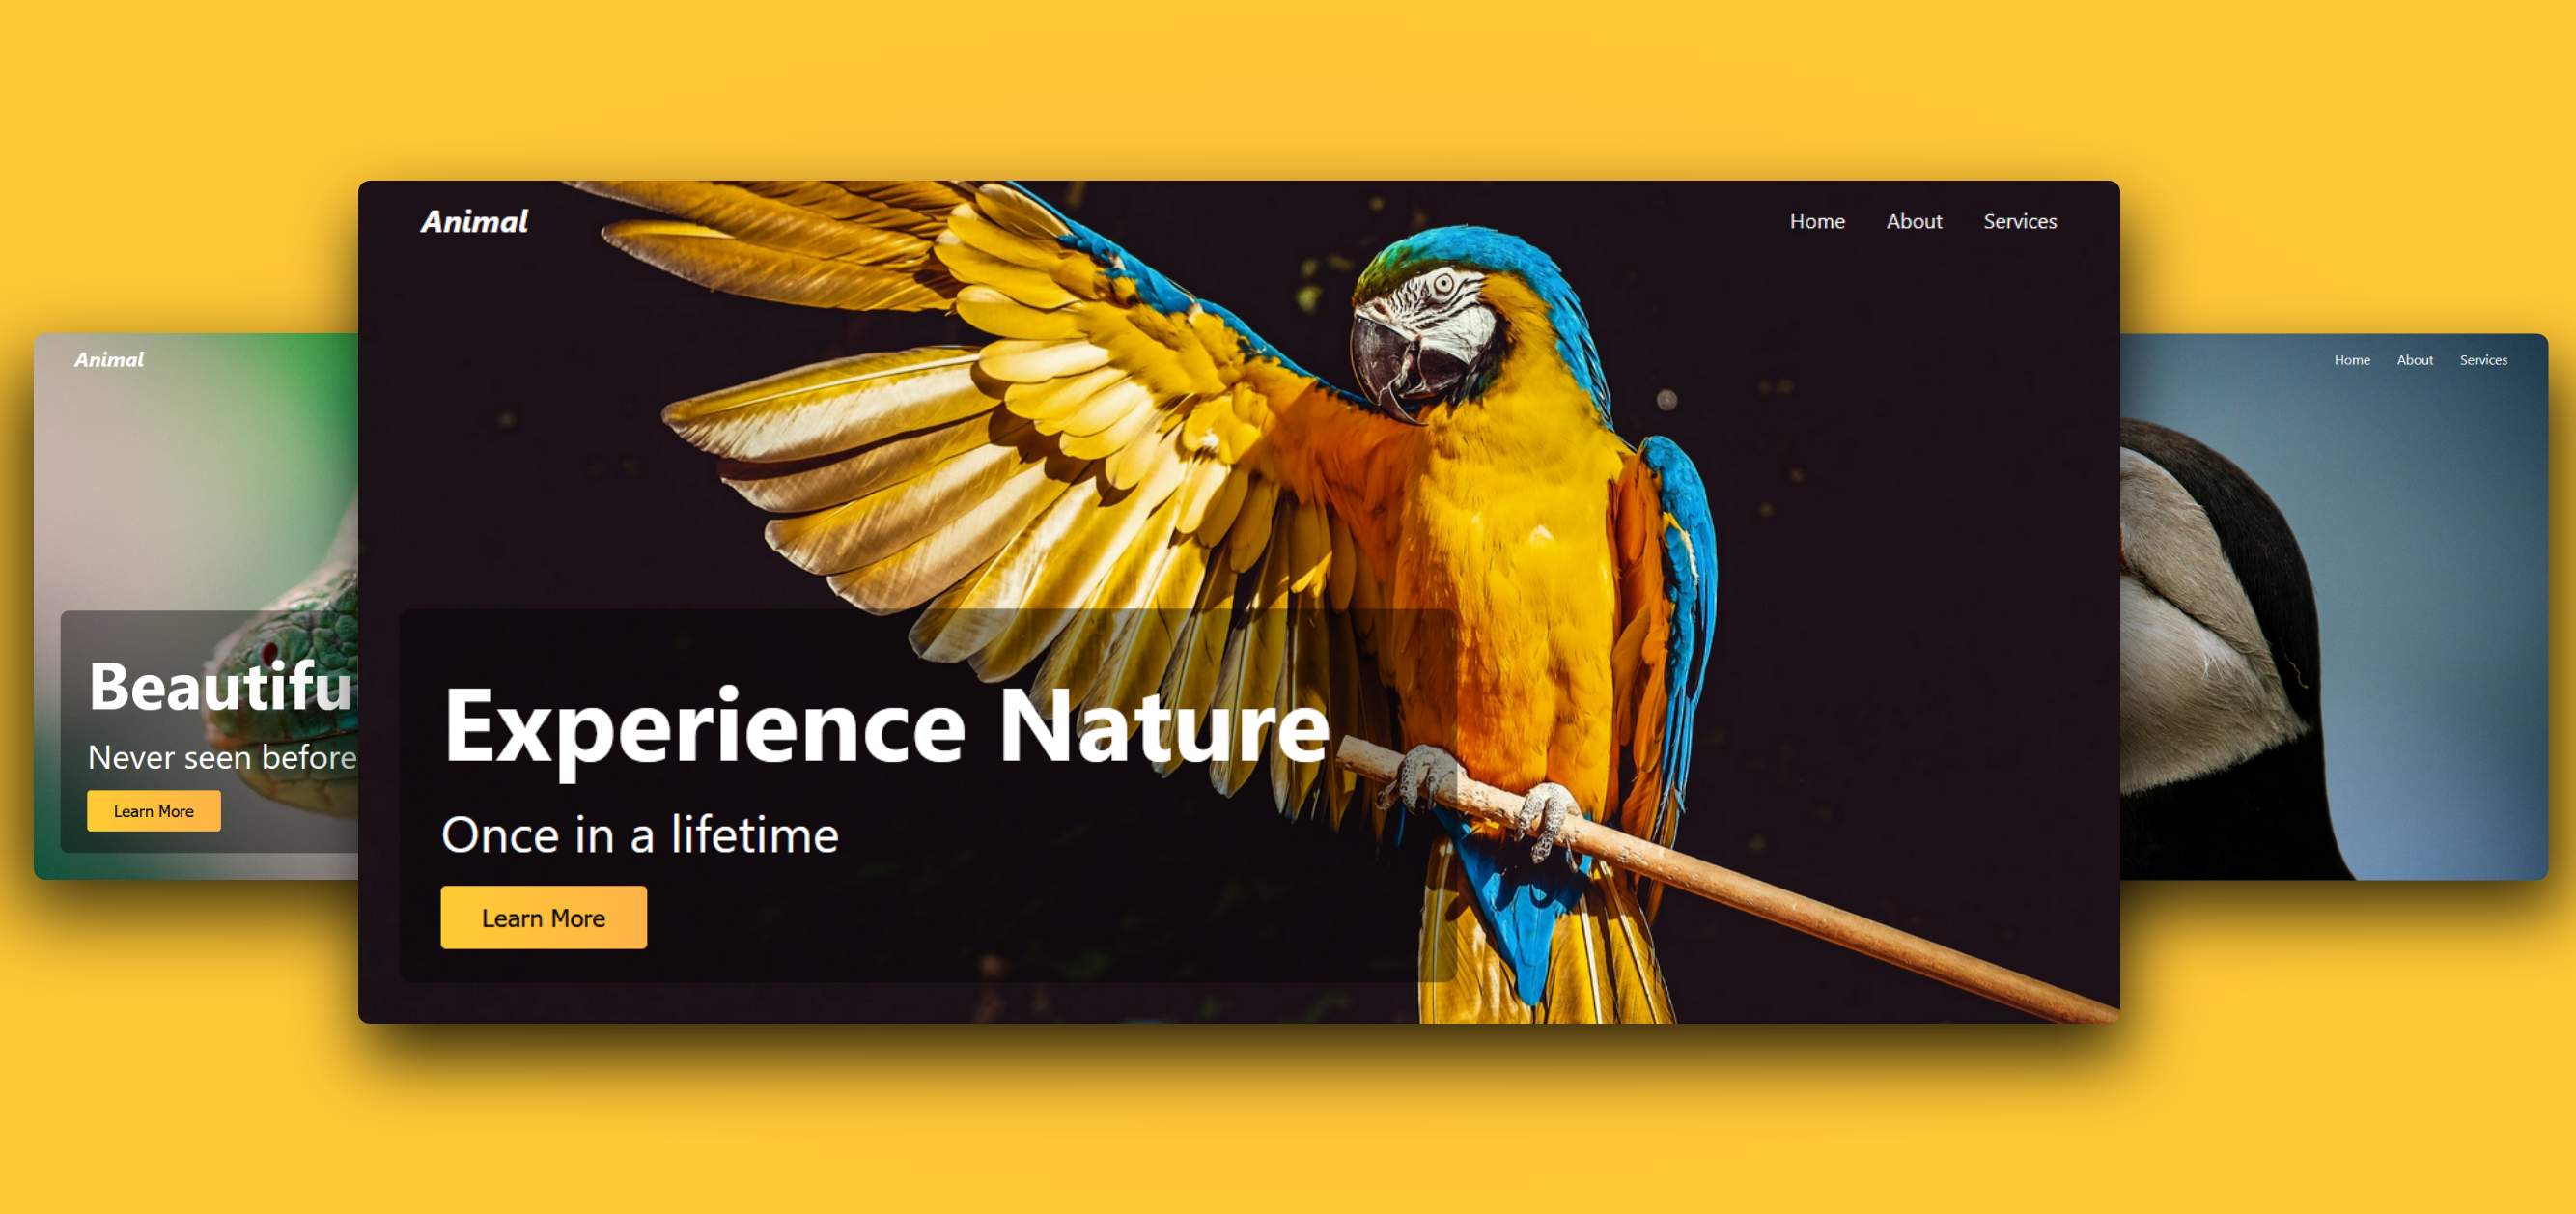 Animal
Home About Services
Experience Nature
Once in a lifetime
Learn More
Animal
Beautifu
Never seen before
Learn More
Home About Services